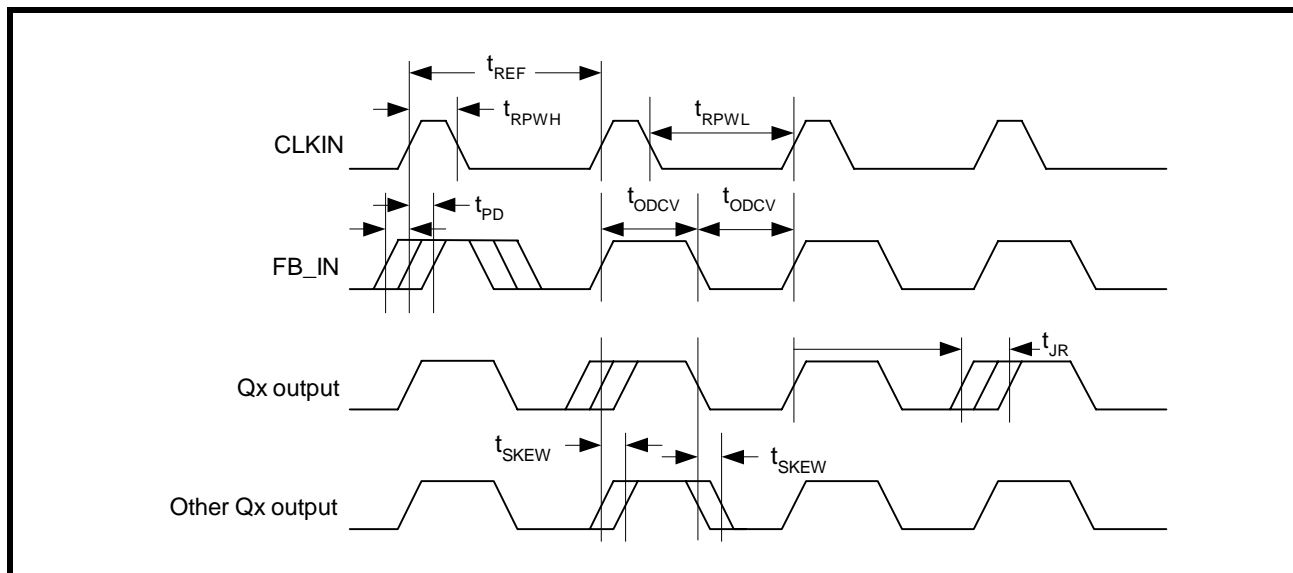 tREF
tRPWH
tRPWL
CLKIN
tPD
tODCV
tODCV
FB_IN
tJR
Qx output
tSKEW
tSKEW
Other Qx output